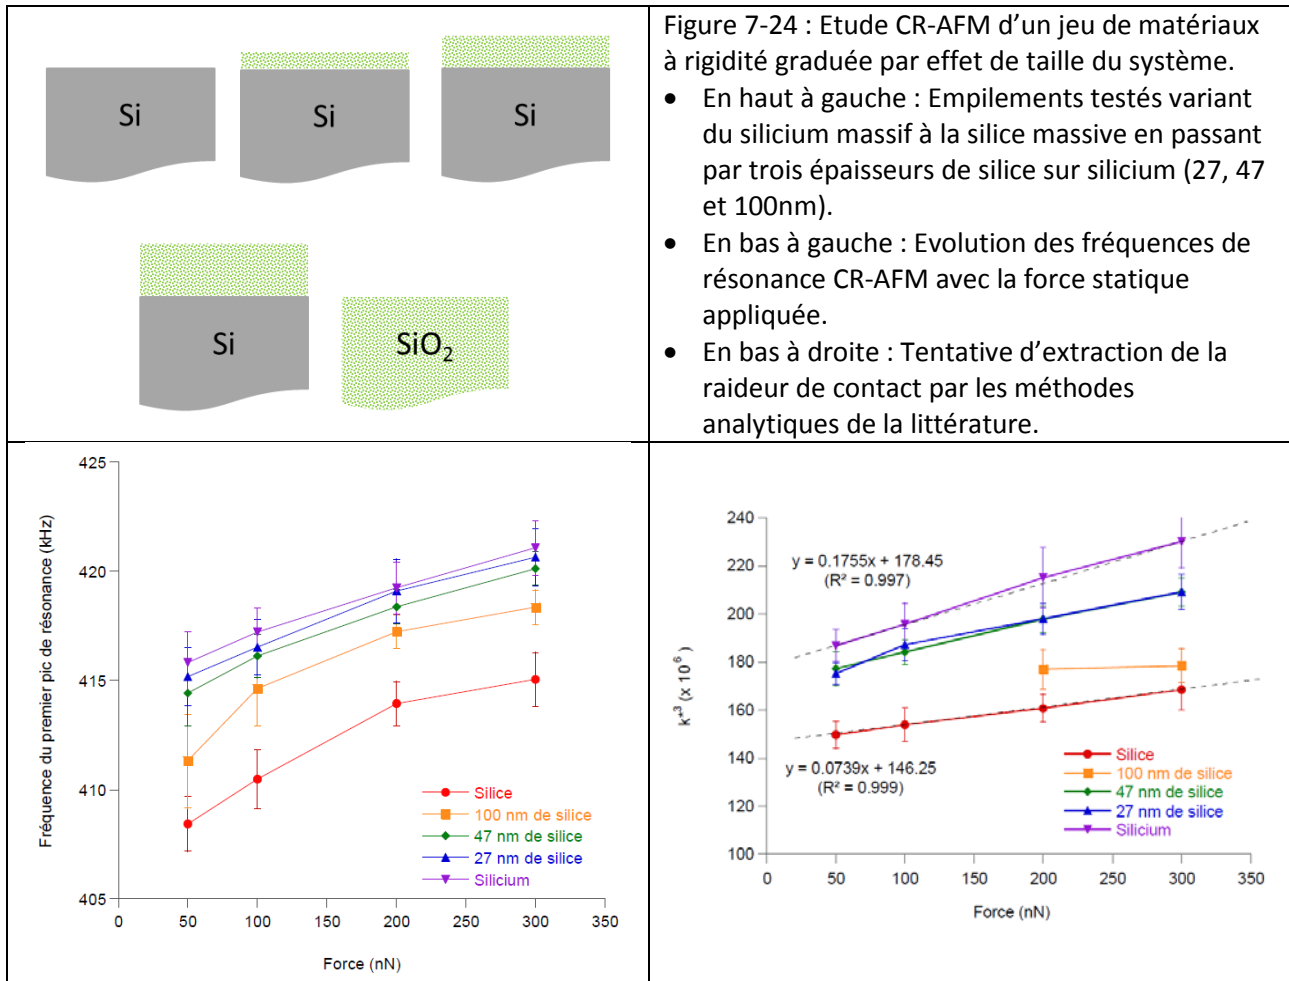 Si
Si
Si
Si
SiO2
Figure 7-24 : Etude CR-AFM d’un jeu de matériaux
à rigidité graduée par effet de taille du système.
• En haut à gauche : Empilements testés variant
du silicium massif à la silice massive en passant
par trois épaisseurs de silice sur silicium (27, 47
et 100nm).
• En bas à gauche : Evolution des fréquences de
résonance CR-AFM avec la force statique
appliquée.
• En bas à droite : Tentative d’extraction de la
raideur de contact par les méthodes
analytiques de la littérature.
Fréquence du premier pic de résonance (kHz)
425
420
415
410
405
0 50 100 150 200 250 300 350
Force (nN)
Silice
100 nm de silice
47 nm de silice
27 nm de silice
Silicium
k*3 (x 10^6)
240
220
200
180
160
140
120
100
y = 0.1755x + 178.45
(R² = 0.997)
y = 0.0739x + 146.25
(R² = 0.999)
Silice
100 nm de silice
47 nm de silice
27 nm de silice
Silicium
0 50 100 150 200 250 300 350
Force (nN)